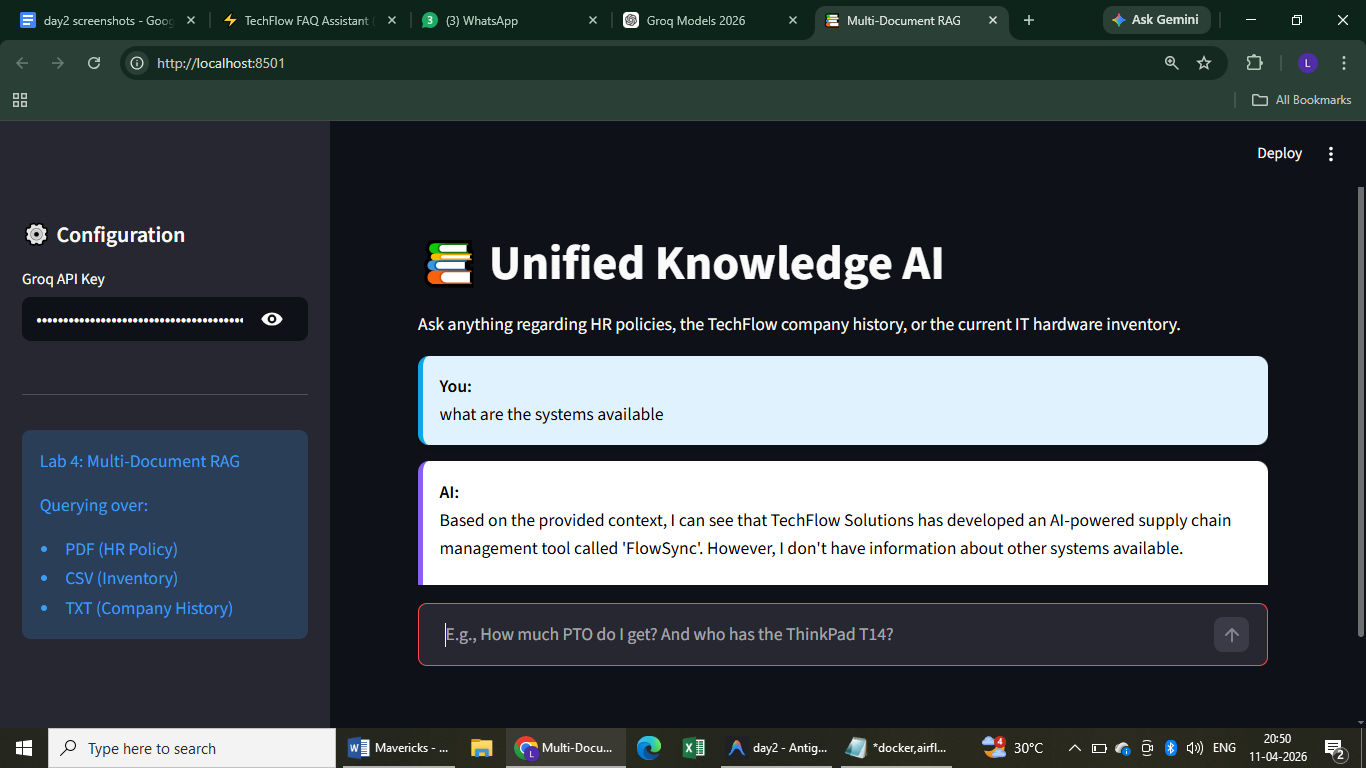 day2 screenshots - Goog
TechFlow FAQ Assistant (
3
(3) WhatsApp
Groq Models 2026
Multi-Document RAG
Ask Gemini
http://localhost:8501
L
All Bookmarks
Deploy
Configuration
Groq API Key
••••••••••••••••••••••••••••••••••••••••
Lab 4: Multi-Document RAG
Querying over:
• PDF (HR Policy)
• CSV (Inventory)
• TXT (Company History)
Unified Knowledge AI
Ask anything regarding HR policies, the TechFlow company history, or the current IT hardware inventory.
You:
what are the systems available
AI:
Based on the provided context, I can see that TechFlow Solutions has developed an AI-powered supply chain
management tool called 'FlowSync'. However, I don't have information about other systems available.
E.g., How much PTO do I get? And who has the ThinkPad T14?
Type here to search
Mavericks - ...
Multi-Docu...
day2 - Antig...
*docker,airfl...
4
30°C
ENG
20:50
11-04-2026
2